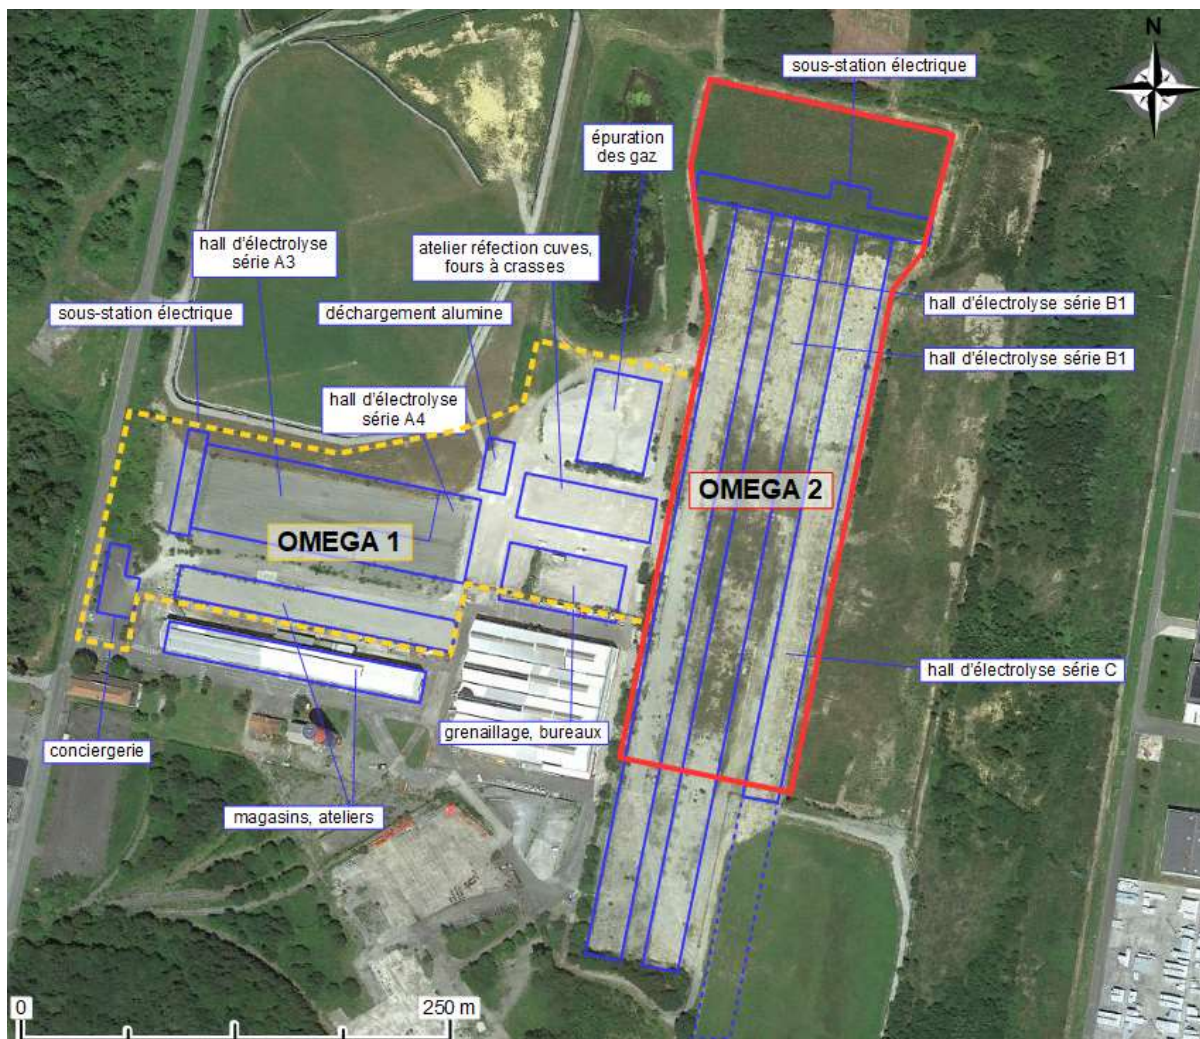 N
sous-station électrique
épuration
des gaz
hall d'électrolyse
série A3
atelier réfection cuves,
fours à crasses
sous-station électrique
déchargement alumine
hall d'électrolyse série B1
hall d'électrolyse série B1
hall d'électrolyse
série A4
OMEGA 2
OMEGA 1
hall d'électrolyse série C
conciergerie
grenaillage, bureaux
magasins, ateliers
0
250 m